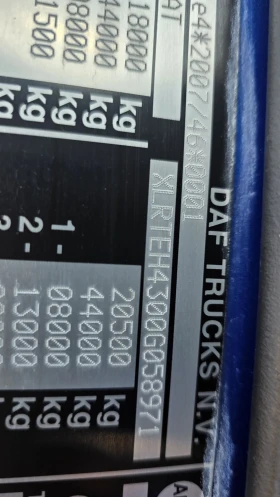 DAF TRUCKS N.V.
e4*2007/46*0001
XLRTEH4300G058971
18000 kg 20500 kg
44000 kg 44000 kg
08000 kg 1 - 08000 kg
1500 kg 2 - 13000 kg